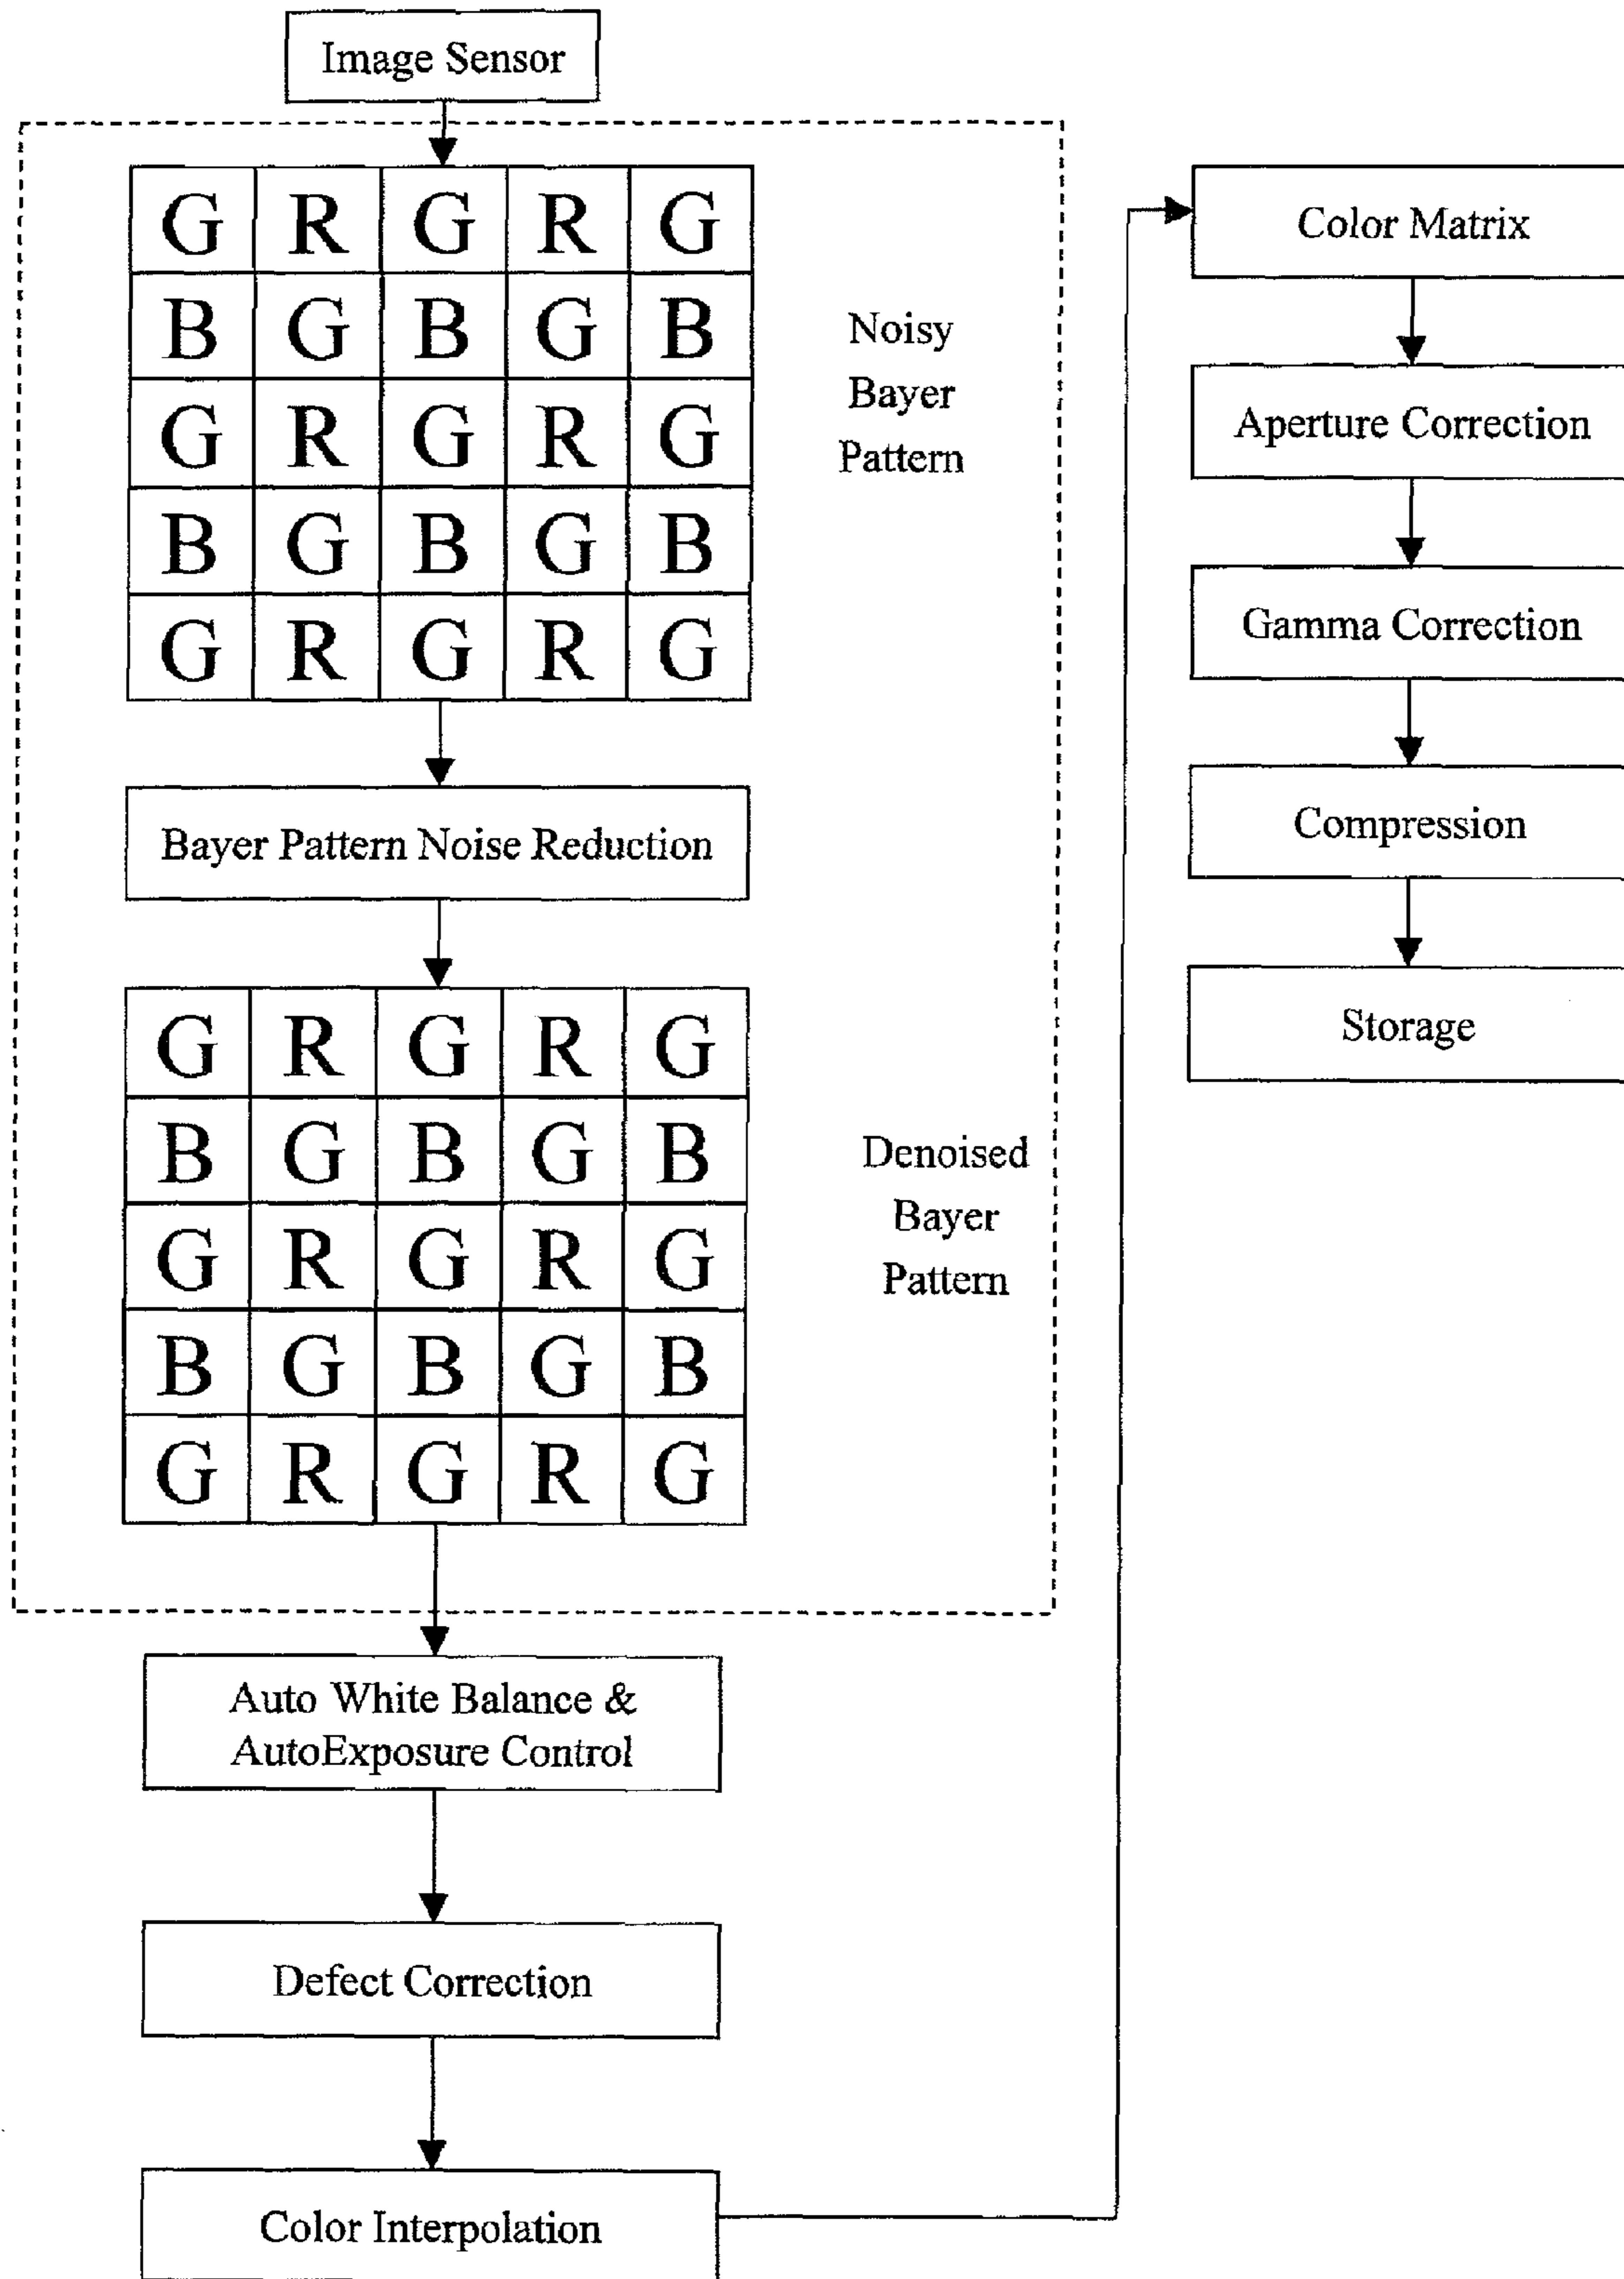 Image Sensor
G R G R G
B G B G B
G R G R G
B G B G B
G R G R G
Noisy
Bayer
Pattern
Bayer Pattern Noise Reduction
G R G R G
B G B G B
G R G R G
B G B G B
G R G R G
Denoised
Bayer
Pattern
Auto White Balance &
AutoExposure Control
Defect Correction
Color Interpolation
Color Matrix
Aperture Correction
Gamma Correction
Compression
Storage